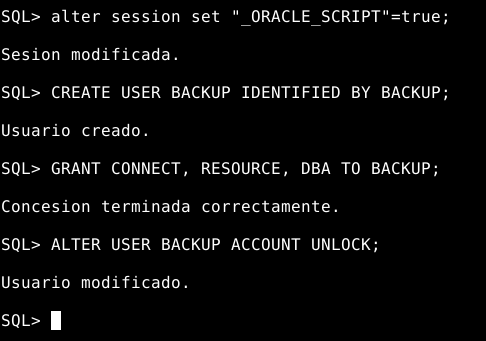 SQL> alter session set "_ORACLE_SCRIPT"=true;
Sesion modificada.
SQL> CREATE USER BACKUP IDENTIFIED BY BACKUP;
Usuario creado.
SQL> GRANT CONNECT, RESOURCE, DBA TO BACKUP;
Concesion terminada correctamente.
SQL> ALTER USER BACKUP ACCOUNT UNLOCK;
Usuario modificado.
SQL>